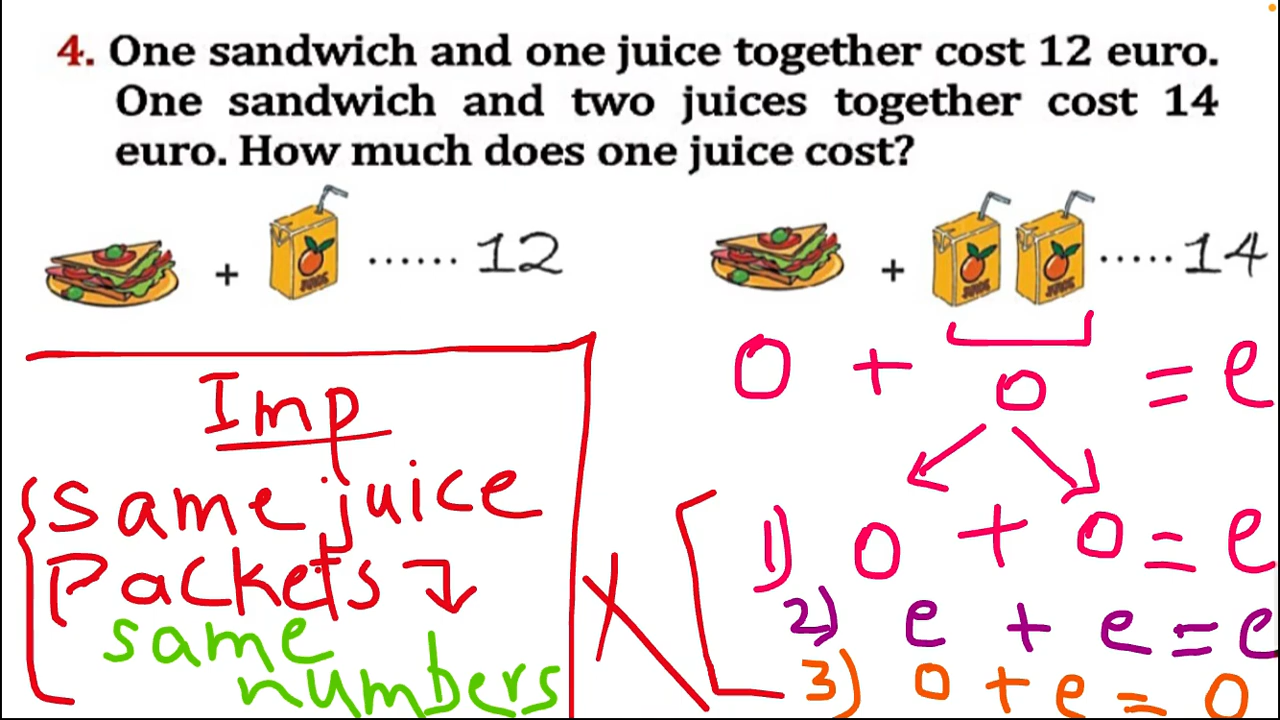 4. One sandwich and one juice together cost 12 euro.
One sandwich and two juices together cost 14
euro. How much does one juice cost?
+ ...... 12
+ ..... 14
o + o = e
Imp
same juice
Packets
same
numbers
1) o + o = e
2) e + e = e
3) o + e = o